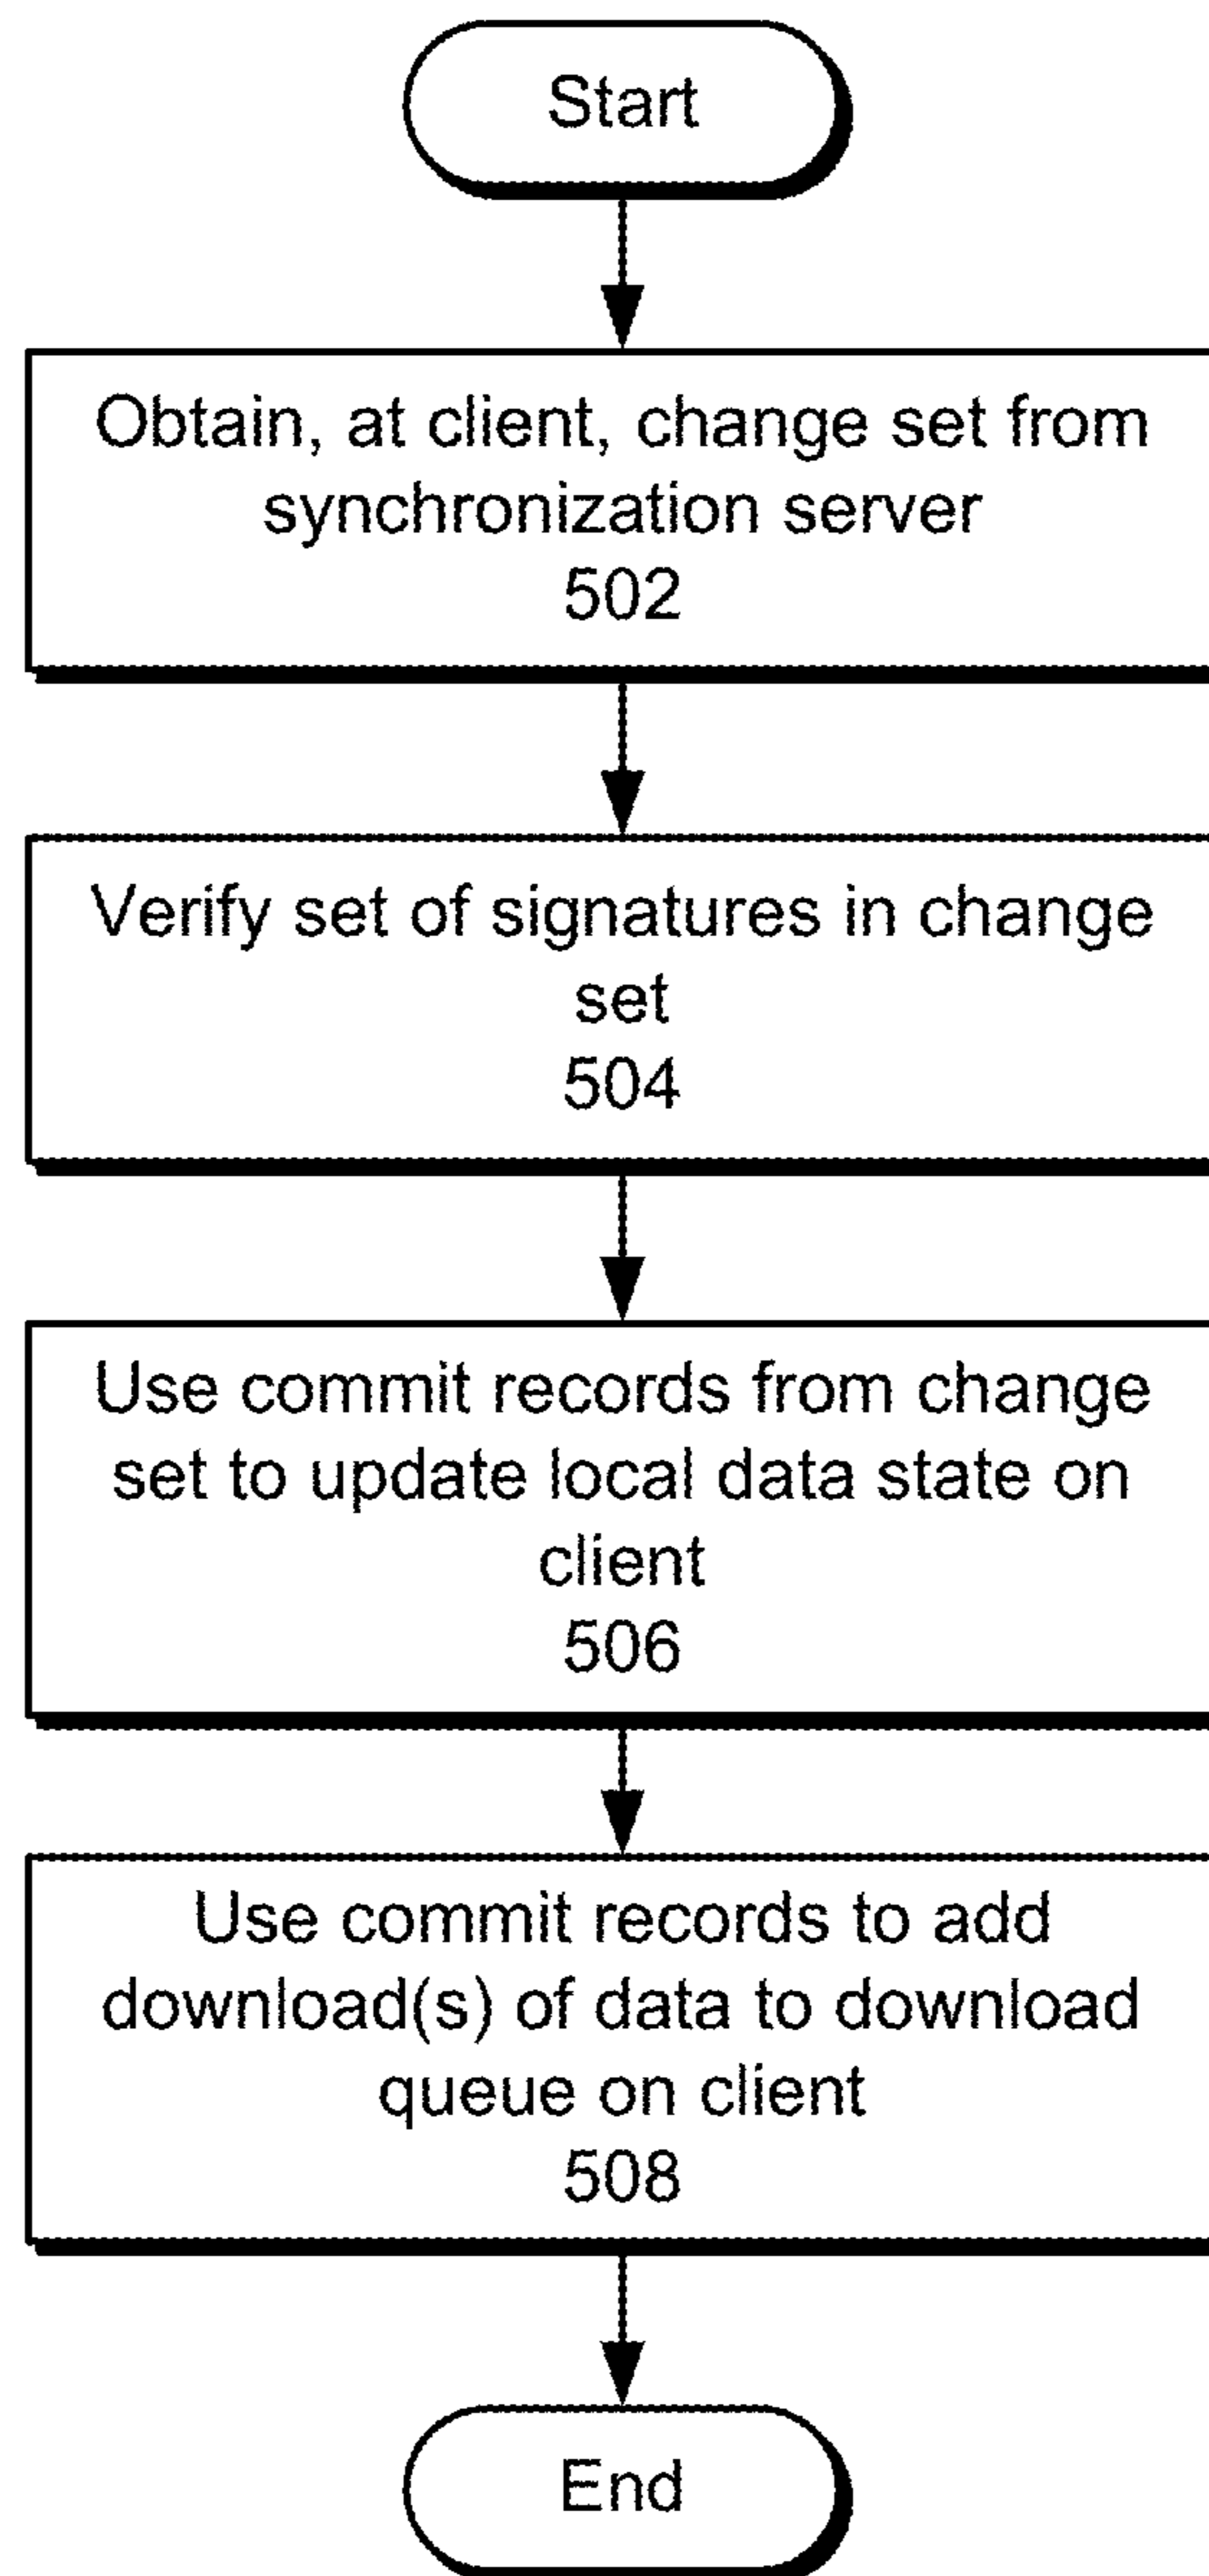 Start
Obtain, at client, change set from
synchronization server
502
Verify set of signatures in change
set
504
Use commit records from change
set to update local data state on
client
506
Use commit records to add
download(s) of data to download
queue on client
508
End